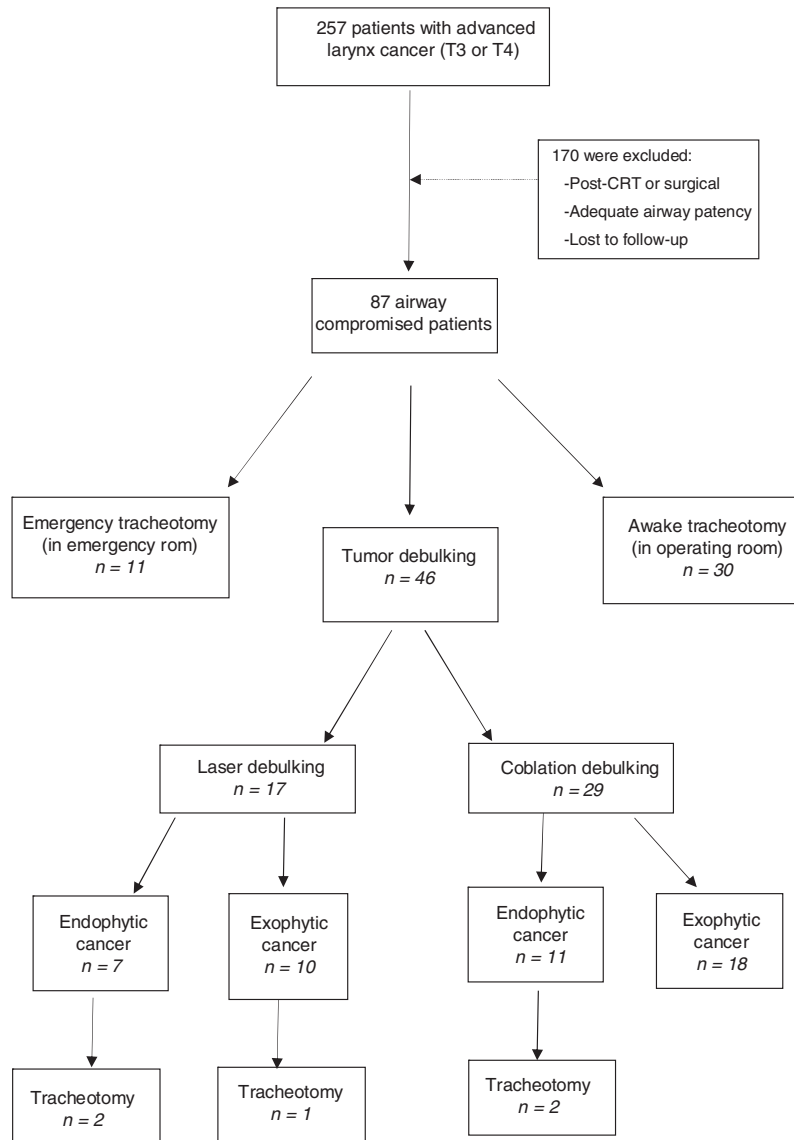 257 patients with advanced
larynx cancer (T3 or T4)
170 were excluded:
-Post-CRT or surgical
-Adequate airway patency
-Lost to follow-up
87 airway
compromised patients
Emergency tracheotomy
(in emergency rom)
n = 11
Tumor debulking
n = 46
Awake tracheotomy
(in operating room)
n = 30
Laser debulking
n = 17
Coblation debulking
n = 29
Endophytic
cancer
n = 7
Exophytic
cancer
n = 10
Endophytic
cancer
n = 11
Exophytic
cancer
n = 18
Tracheotomy
n = 2
Tracheotomy
n = 1
Tracheotomy
n = 2